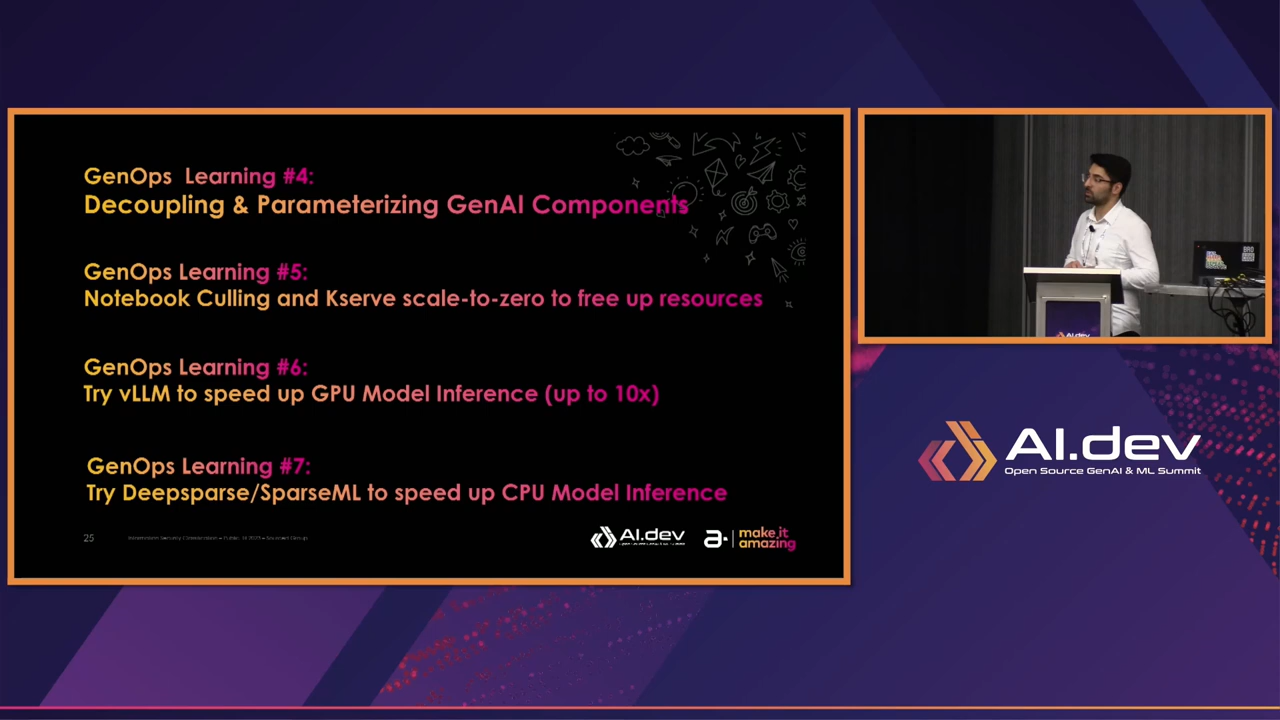 GenOps Learning #4:
Decoupling & Parameterizing GenAI Components
GenOps Learning #5:
Notebook Culling and Kserve scale-to-zero to free up resources
GenOps Learning #6:
Try vLLM to speed up GPU Model Inference (up to 10x)
GenOps Learning #7:
Try Deepsparse/SparseML to speed up CPU Model Inference
25
AI.dev
a
make it
amazing
AI.dev
AI.dev
Open Source GenAI & ML Summit